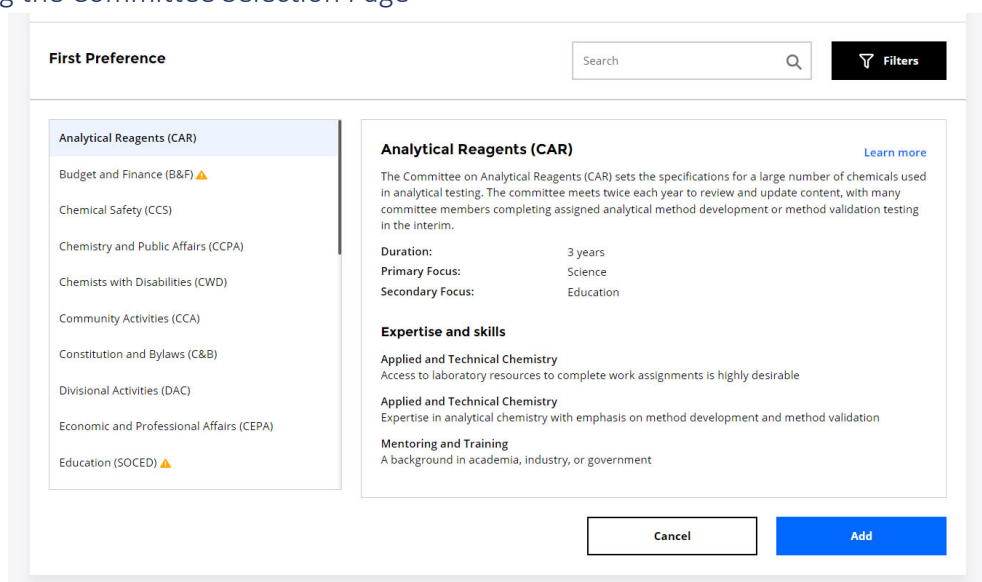 g the Committee Selection Page
First Preference
Search
Filters
Analytical Reagents (CAR)
Budget and Finance (B&F)
Chemical Safety (CCS)
Chemistry and Public Affairs (CCPA)
Chemists with Disabilities (CWD)
Community Activities (CCA)
Constitution and Bylaws (C&B)
Divisional Activities (DAC)
Economic and Professional Affairs (CEPA)
Education (SOCED)
Analytical Reagents (CAR)
Learn more
The Committee on Analytical Reagents (CAR) sets the specifications for a large number of chemicals used
in analytical testing. The committee meets twice each year to review and update content, with many
committee members completing assigned analytical method development or method validation testing
in the interim.
Duration: 3 years
Primary Focus: Science
Secondary Focus: Education
Expertise and skills
Applied and Technical Chemistry
Access to laboratory resources to complete work assignments is highly desirable
Applied and Technical Chemistry
Expertise in analytical chemistry with emphasis on method development and method validation
Mentoring and Training
A background in academia, industry, or government
Cancel
Add